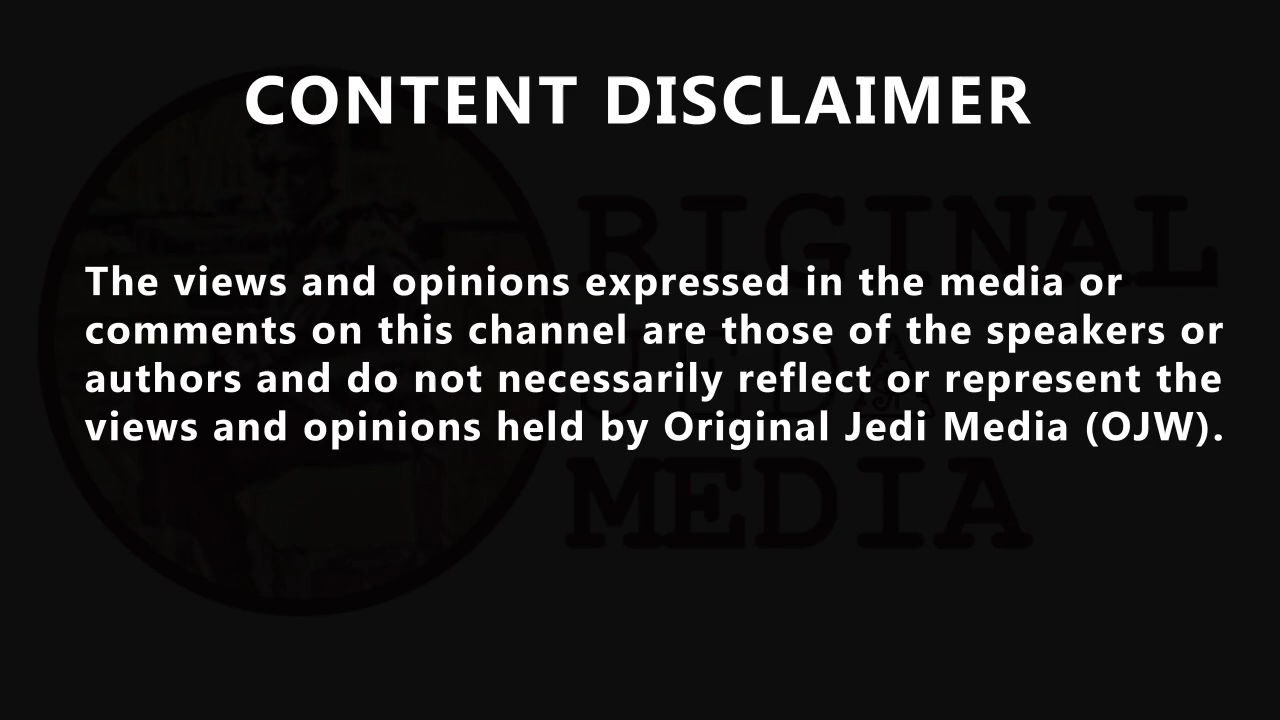 CONTENT DISCLAIMER
RIGINAL
The views and opinions expressed in the media or
comments on this channel are those of the speakers or
authors and do not necessarily reflect or represent the
views and opinions held by Original Jedi Media (OJW).
MEDIA